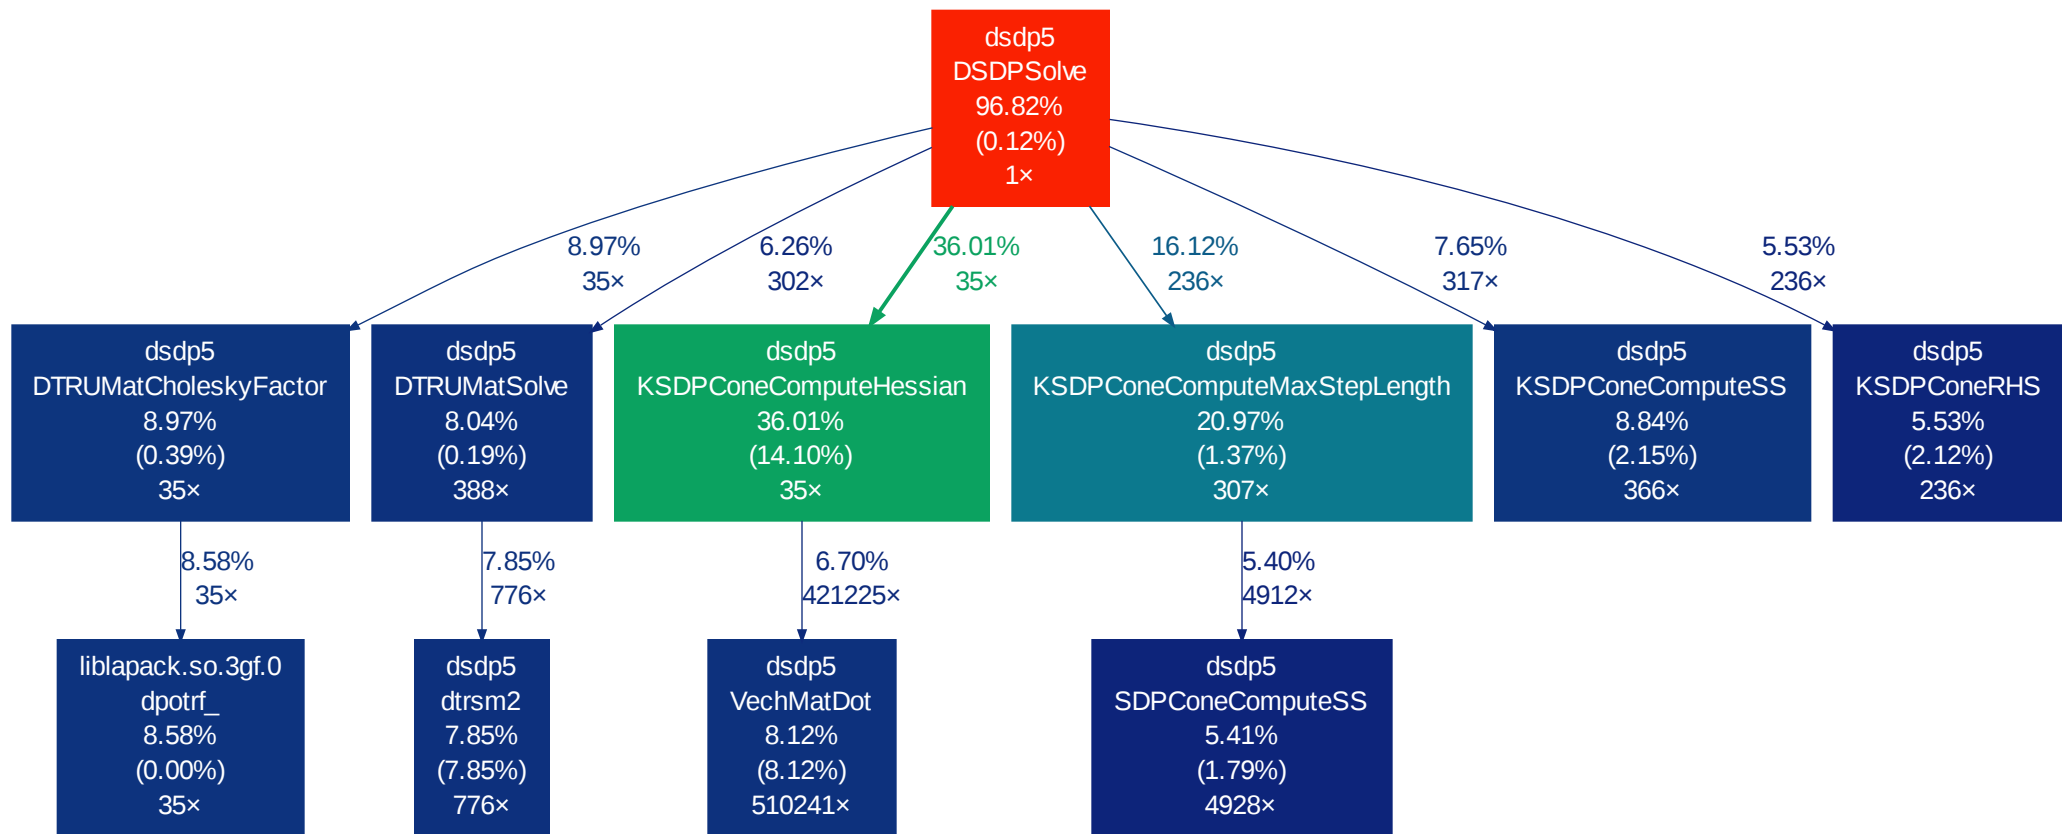 dsdp5
DSDPSolve
96.82%
(0.12%)
1×
8.97%
35×
6.26%
302×
36.01%
35×
16.12%
236×
7.65%
317×
5.53%
236×
dsdp5
DTRUMatCholeskyFactor
8.97%
(0.39%)
35×
dsdp5
DTRUMatSolve
8.04%
(0.19%)
388×
dsdp5
KSDPConeComputeHessian
36.01%
(14.10%)
35×
dsdp5
KSDPConeComputeMaxStepLength
20.97%
(1.37%)
307×
dsdp5
KSDPConeComputeSS
8.84%
(2.15%)
366×
dsdp5
KSDPConeRHS
5.53%
(2.12%)
236×
8.58%
35×
7.85%
776×
6.70%
421225×
5.40%
4912×
liblapack.so.3gf.0
dpotrf_
8.58%
(0.00%)
35×
dsdp5
dtrsm2
7.85%
(7.85%)
776×
dsdp5
VechMatDot
8.12%
(8.12%)
510241×
dsdp5
SDPConeComputeSS
5.41%
(1.79%)
4928×